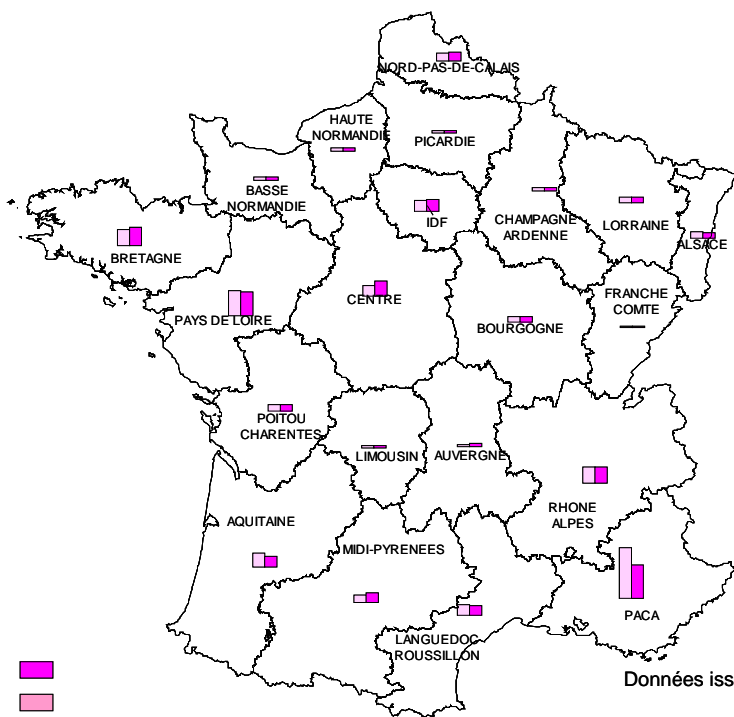 NORD-PAS-DE-CALAIS
HAUTE
NORMANDIE
PICARDIE
BASSE
NORMANDIE
IDF
CHAMPAGNE
ARDENNE
LORRAINE
ALSACE
BRETAGNE
PAYS DE LOIRE
CENTRE
BOURGOGNE
FRANCHE
COMTE
POITOU
CHARENTES
LIMOUSIN
AUVERGNE
RHONE
ALPES
AQUITAINE
MIDI-PYRENEES
LANGUEDOC
ROUSSILLON
PACA
Données iss